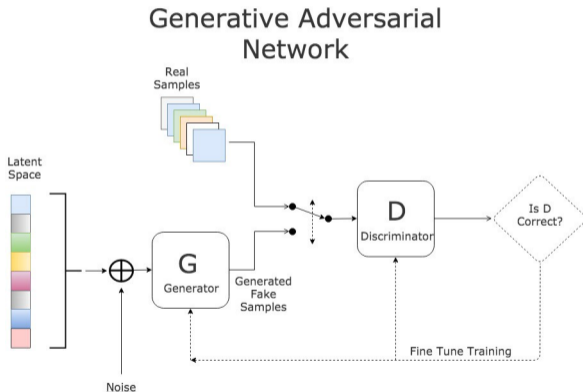 Generative Adversarial
Network
Real
Samples
Latent
Space
G
Generator
Generated
Fake
Samples
D
Discriminator
Is D
Correct?
Fine Tune Training
Noise